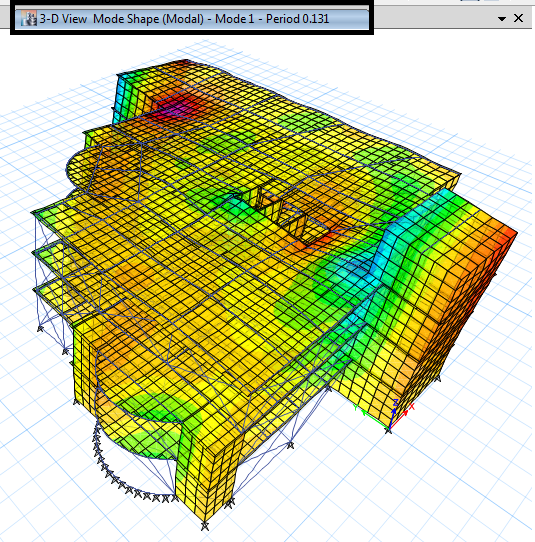 3-D View Mode Shape (Modal) - Mode 1 - Period 0.131
X
Z